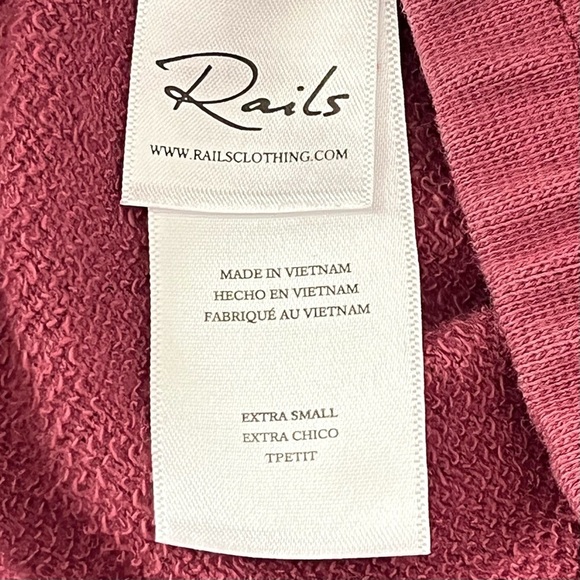 Rails
WWW.RAILSCLOTHING.COM
MADE IN VIETNAM
HECHO EN VIETNAM
FABRIQUÉ AU VIETNAM
EXTRA SMALL
EXTRA CHICO
TPETIT